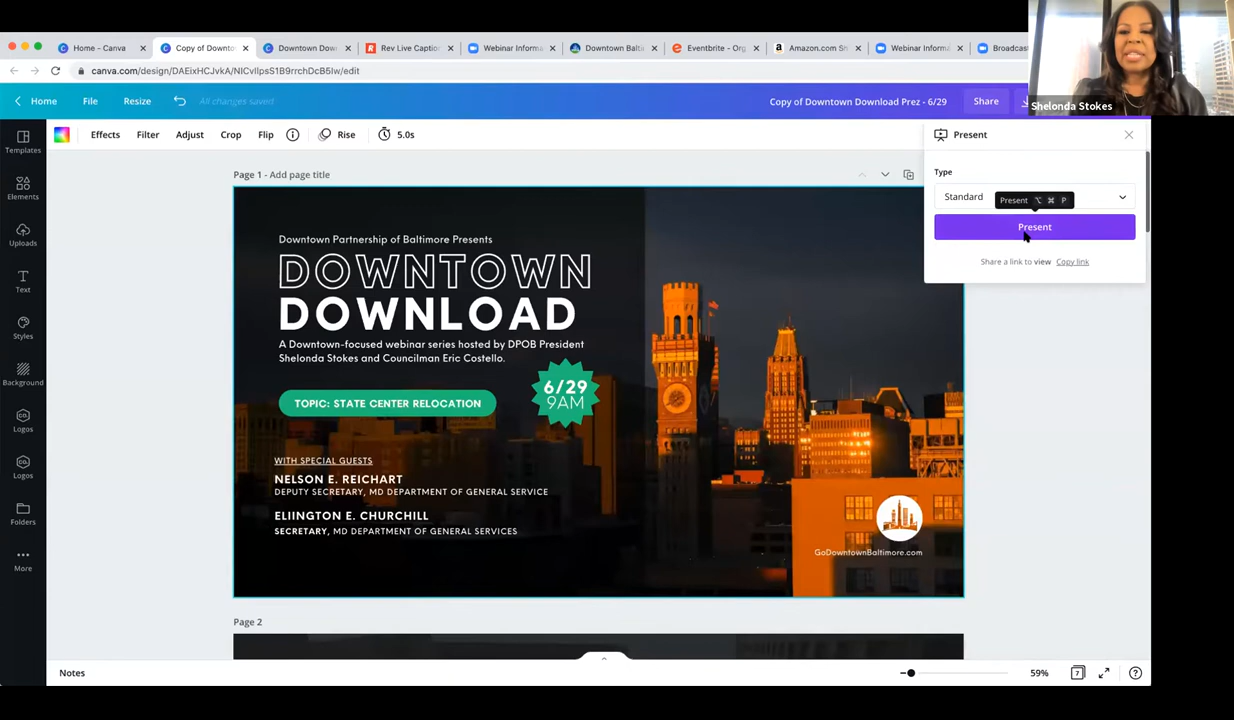 Home - Canva
Copy of Downto
Downtown Dow
Rev Live Caption
Webinar Informa
Downtown Balti
Eventbrite - Org
Amazon.com Sh
Webinar Informa
Broadcast
canva.com/design/DAEixHCJvkA/NICvllpsS1B9rrchDcB5lw/edit
Shelonda Stokes
Home File Resize All changes saved Copy of Downtown Download Prez - 6/29 Share
Effects Filter Adjust Crop Flip Rise 5.0s
Present
Templates
Elements
Uploads
Text
Styles
Background
Logos
Logos
Folders
More
Page 1 - Add page title
Type
Standard
Present ⌥ ⌘ P
Present
Share a link to view Copy link
Downtown Partnership of Baltimore Presents
DOWNTOWN
DOWNLOAD
A Downtown-focused webinar series hosted by DPOB President
Shelonda Stokes and Councilman Eric Costello.
6/29
9AM
TOPIC: STATE CENTER RELOCATION
WITH SPECIAL GUESTS
NELSON E. REICHART
DEPUTY SECRETARY, MD DEPARTMENT OF GENERAL SERVICE
ELIINGTON E. CHURCHILL
SECRETARY, MD DEPARTMENT OF GENERAL SERVICES
GoDowntownBaltimore.com
Page 2
Notes
59%
7